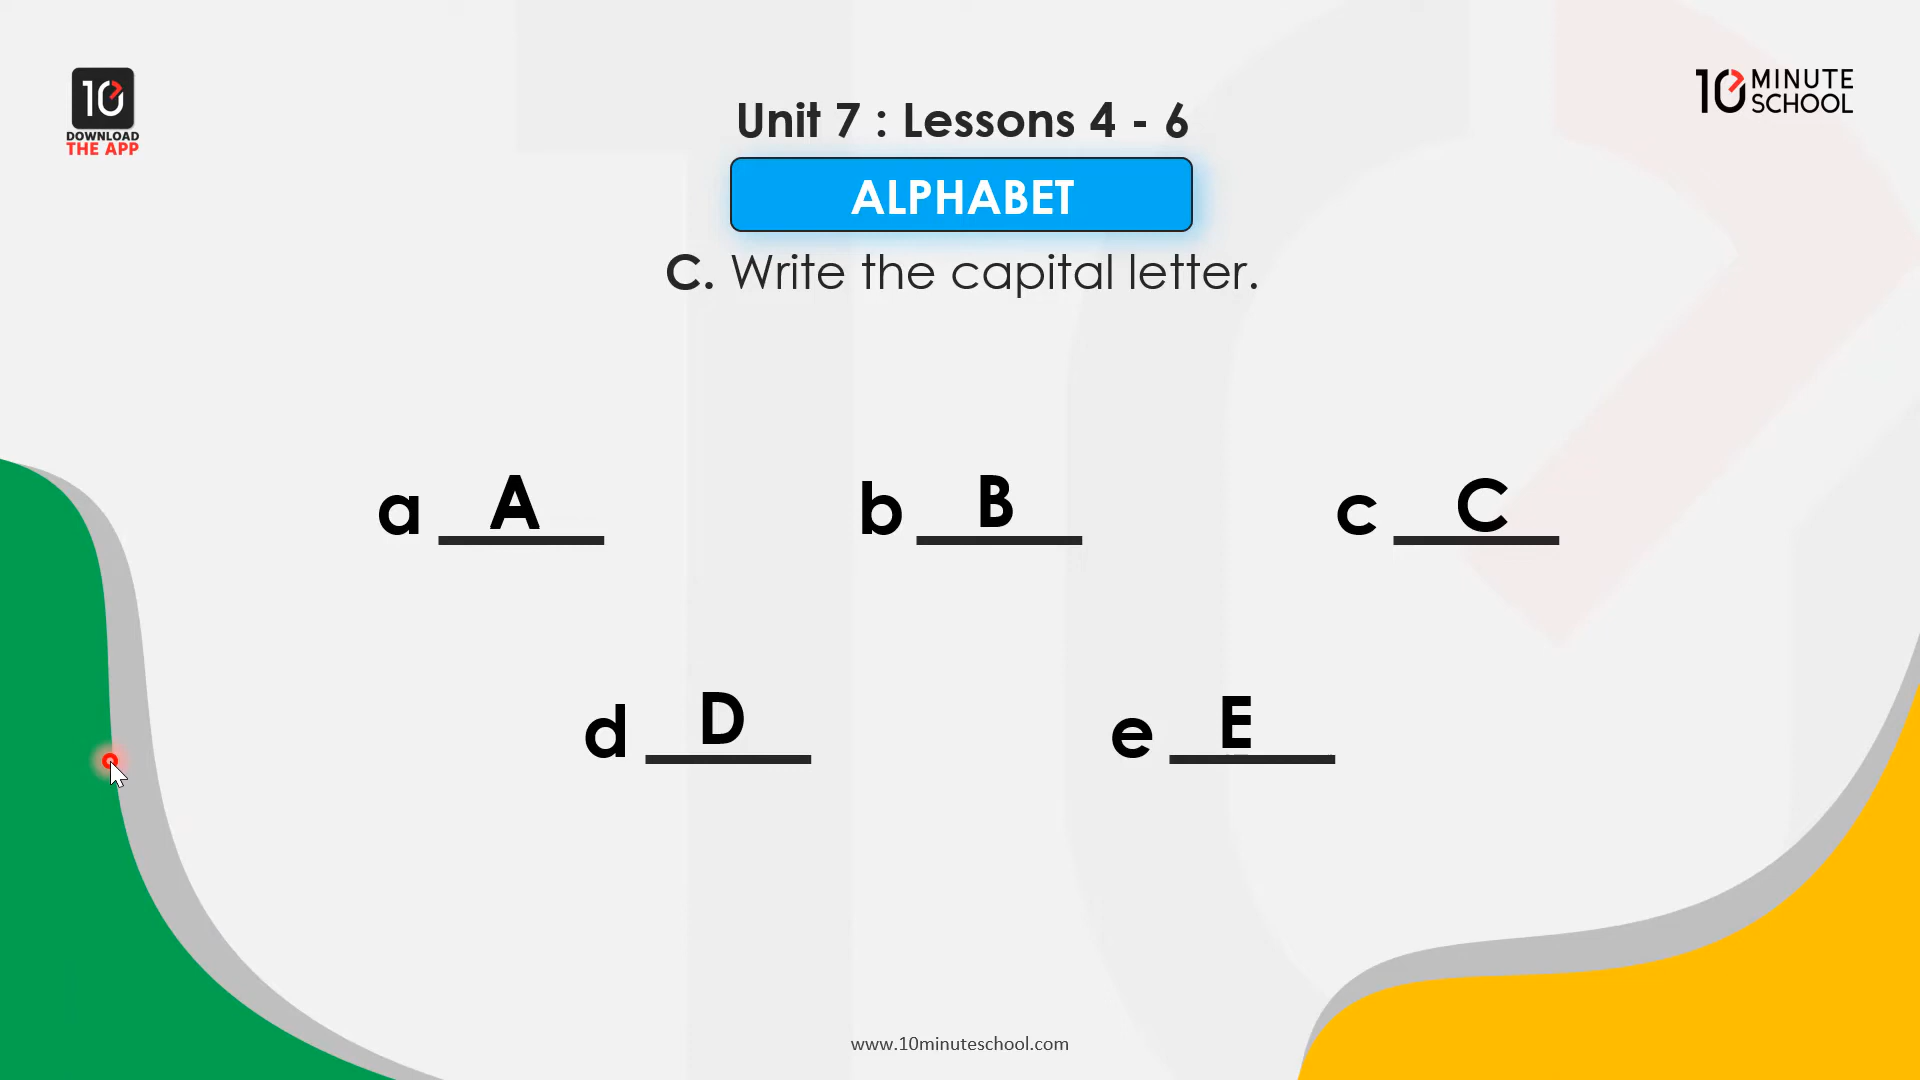 10
DOWNLOAD
THE APP
10 MINUTE
SCHOOL
Unit 7 : Lessons 4 - 6
ALPHABET
C. Write the capital letter.
a A b B c C
d D e E
www.10minuteschool.com